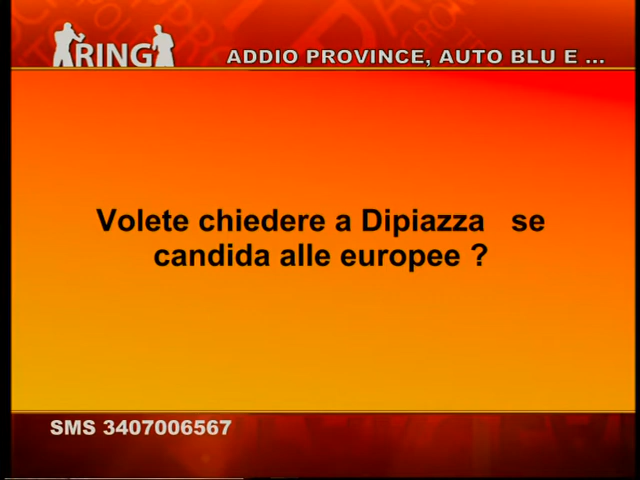 RING
ADDIO PROVINCE, AUTO BLU E ...
Volete chiedere a Dipiazza se
candida alle europee ?
SMS 3407006567